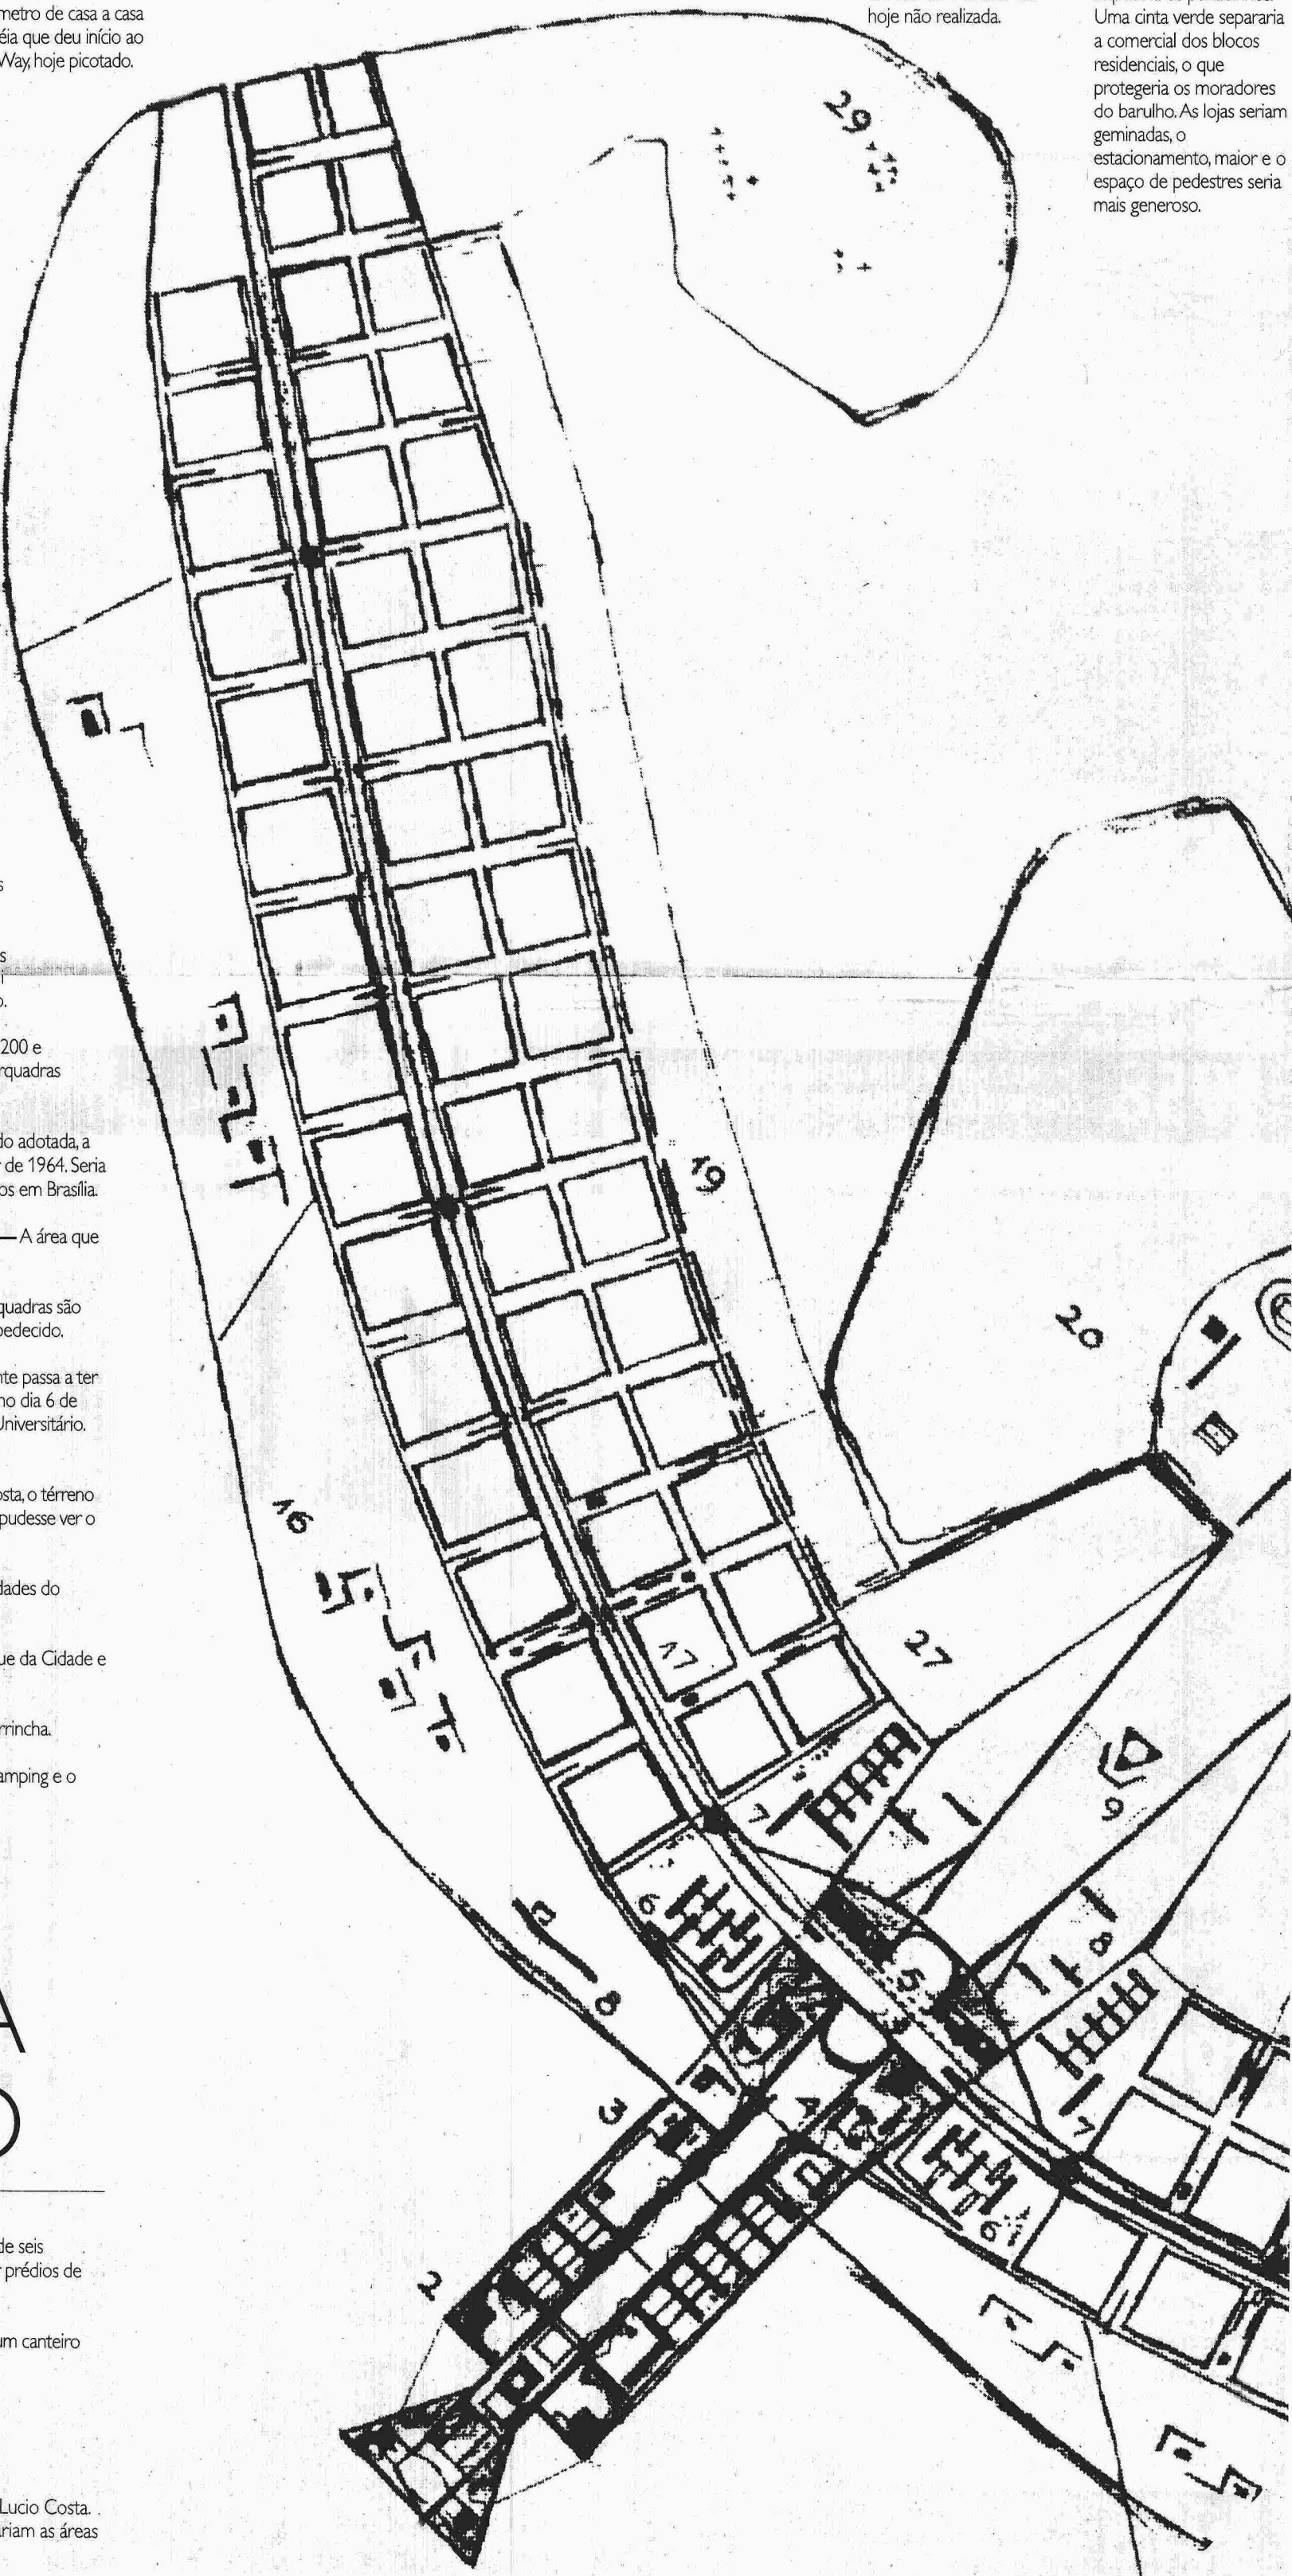 metro de casa a casa
éia que deu início ao
Way, hoje picotado.
hoje não realizada.
Uma cinta verde separaria
a comercial dos blocos
residenciais, o que
protegeria os moradores
do barulho. As lojas seriam
geminadas, o
estacionamento, maior e o
espaço de pedestres seria
mais generoso.
29
s
s
o.
200 e
rquadras
do adotada, a
de 1964. Seria
os em Brasília.
— A área que
quadras são
bedecido.
nte passa a ter
no dia 6 de
Universitário.
osta, o térreno
pudesse ver o
dades do
ue da Cidade e
rrincha.
amping e o
19
20
16
17
27
9
7
6
8
5
8
3
4
7
6
2
A
O
de seis
prédios de
um canteiro
Lucio Costa.
riam as áreas